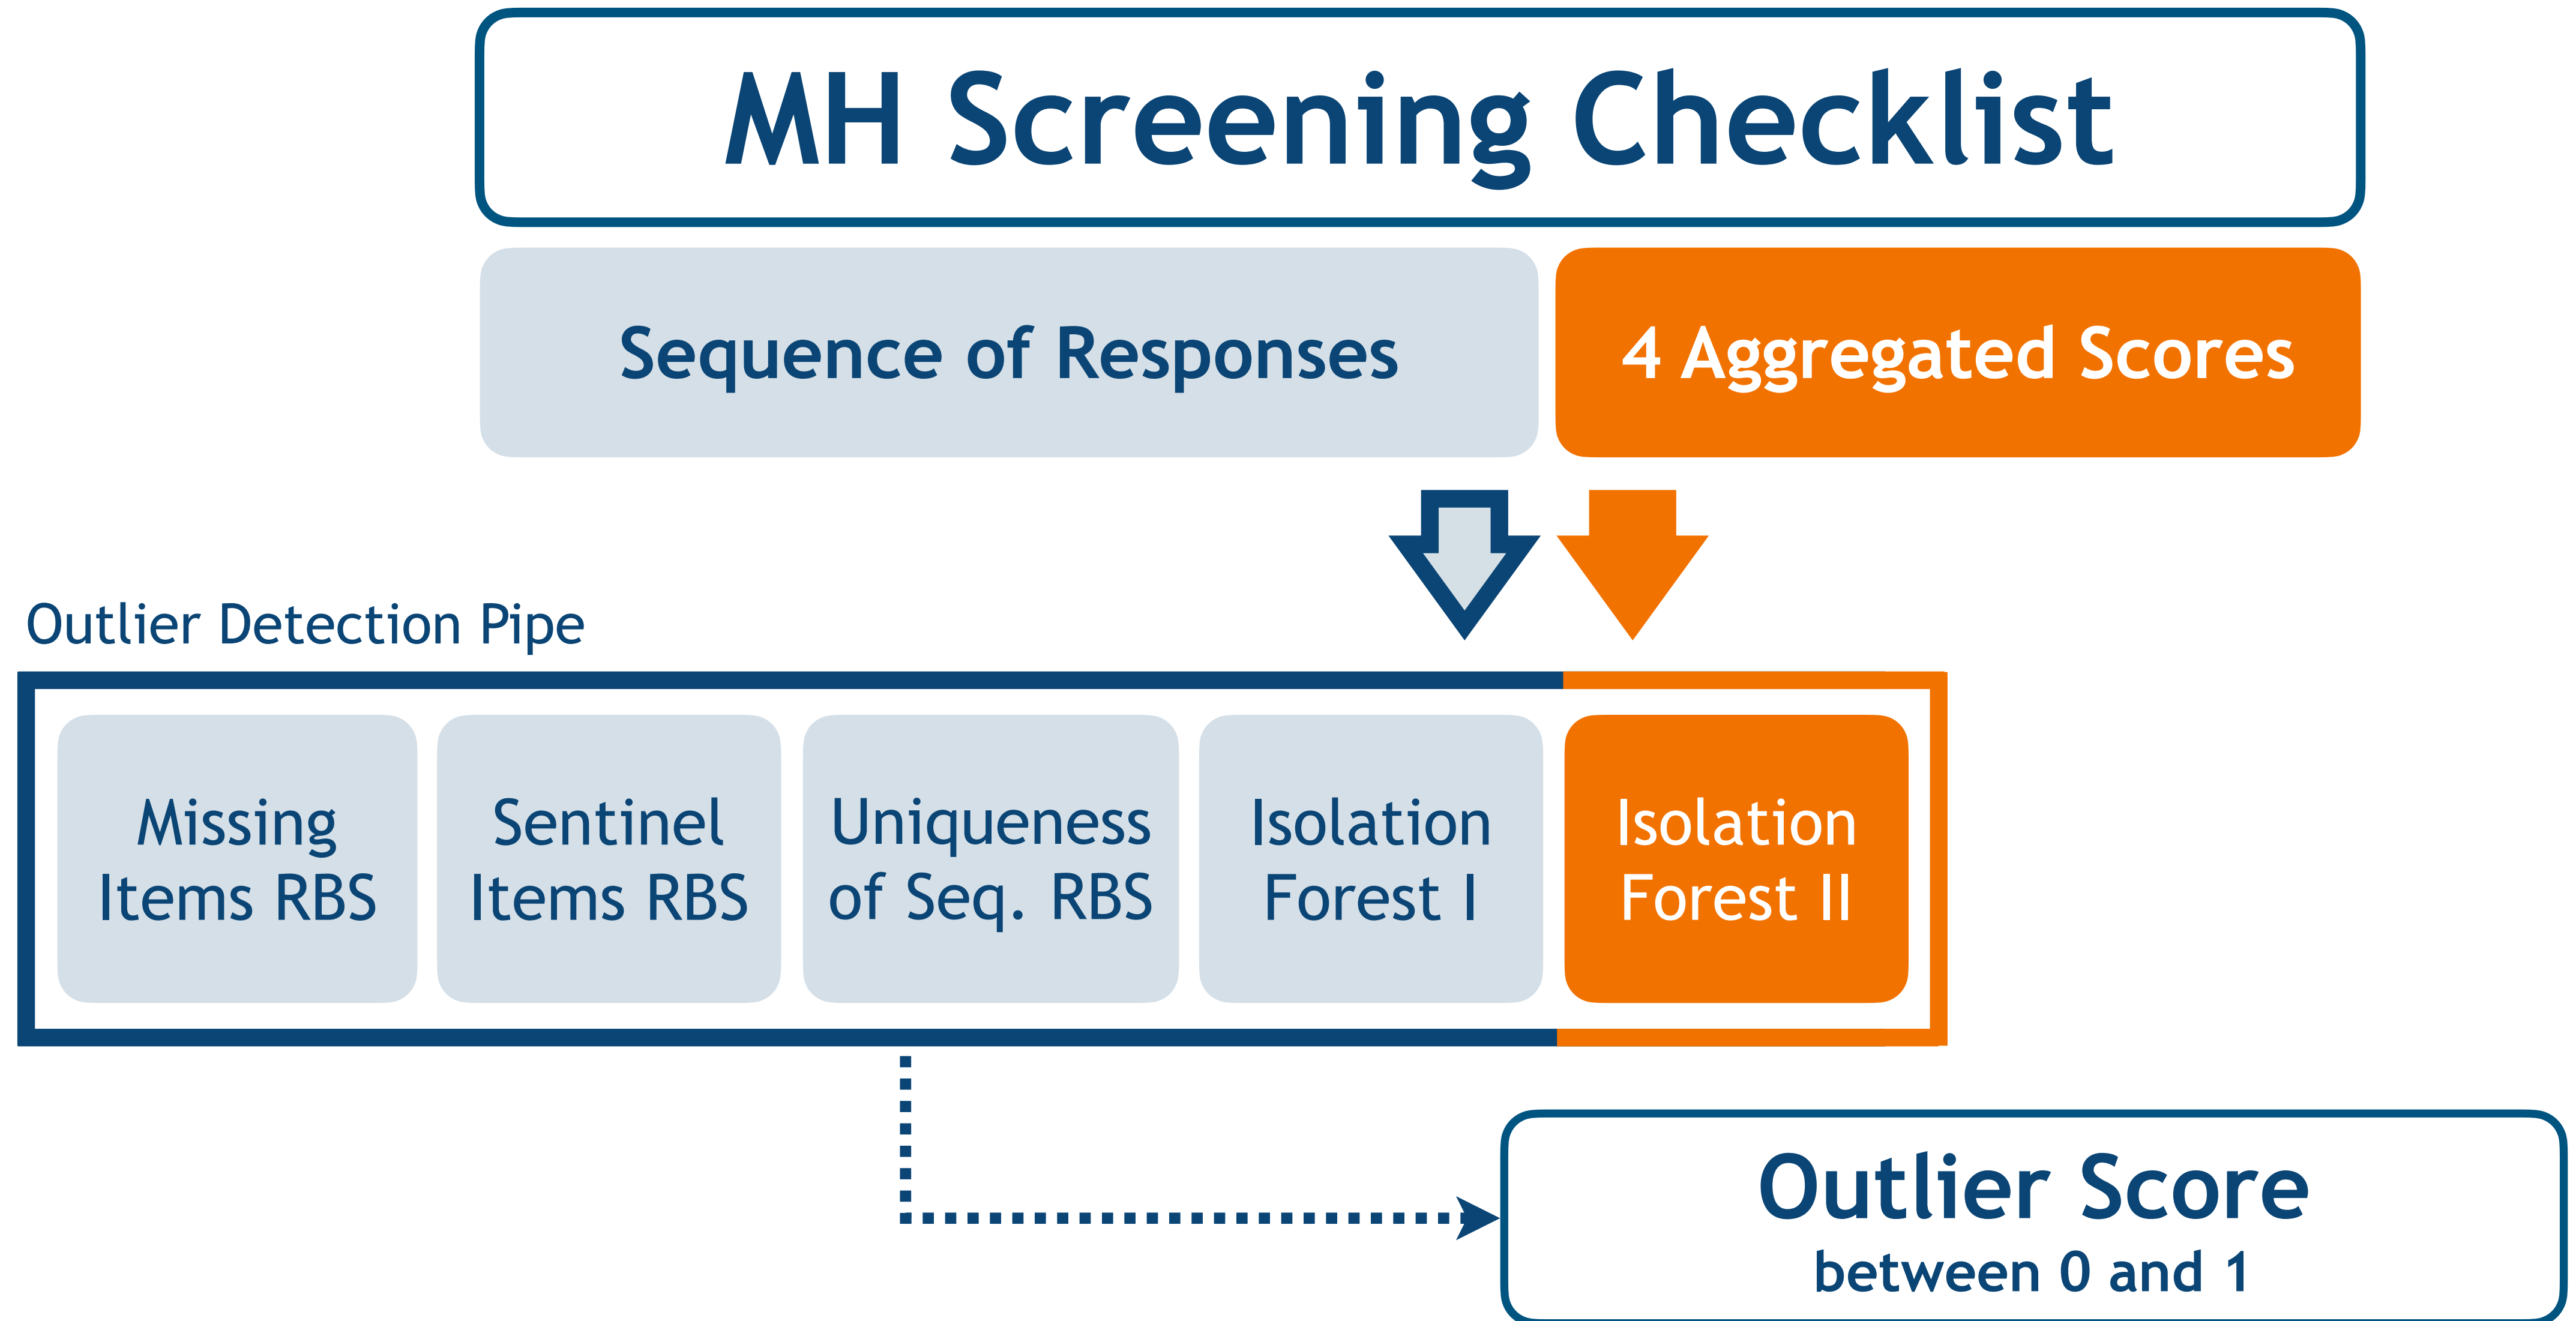 MH Screening Checklist
Sequence of Responses
4 Aggregated Scores
Outlier Detection Pipe
Missing
Items RBS
Sentinel
Items RBS
Uniqueness
of Seq. RBS
Isolation
Forest I
Isolation
Forest II
Outlier Score
between 0 and 1